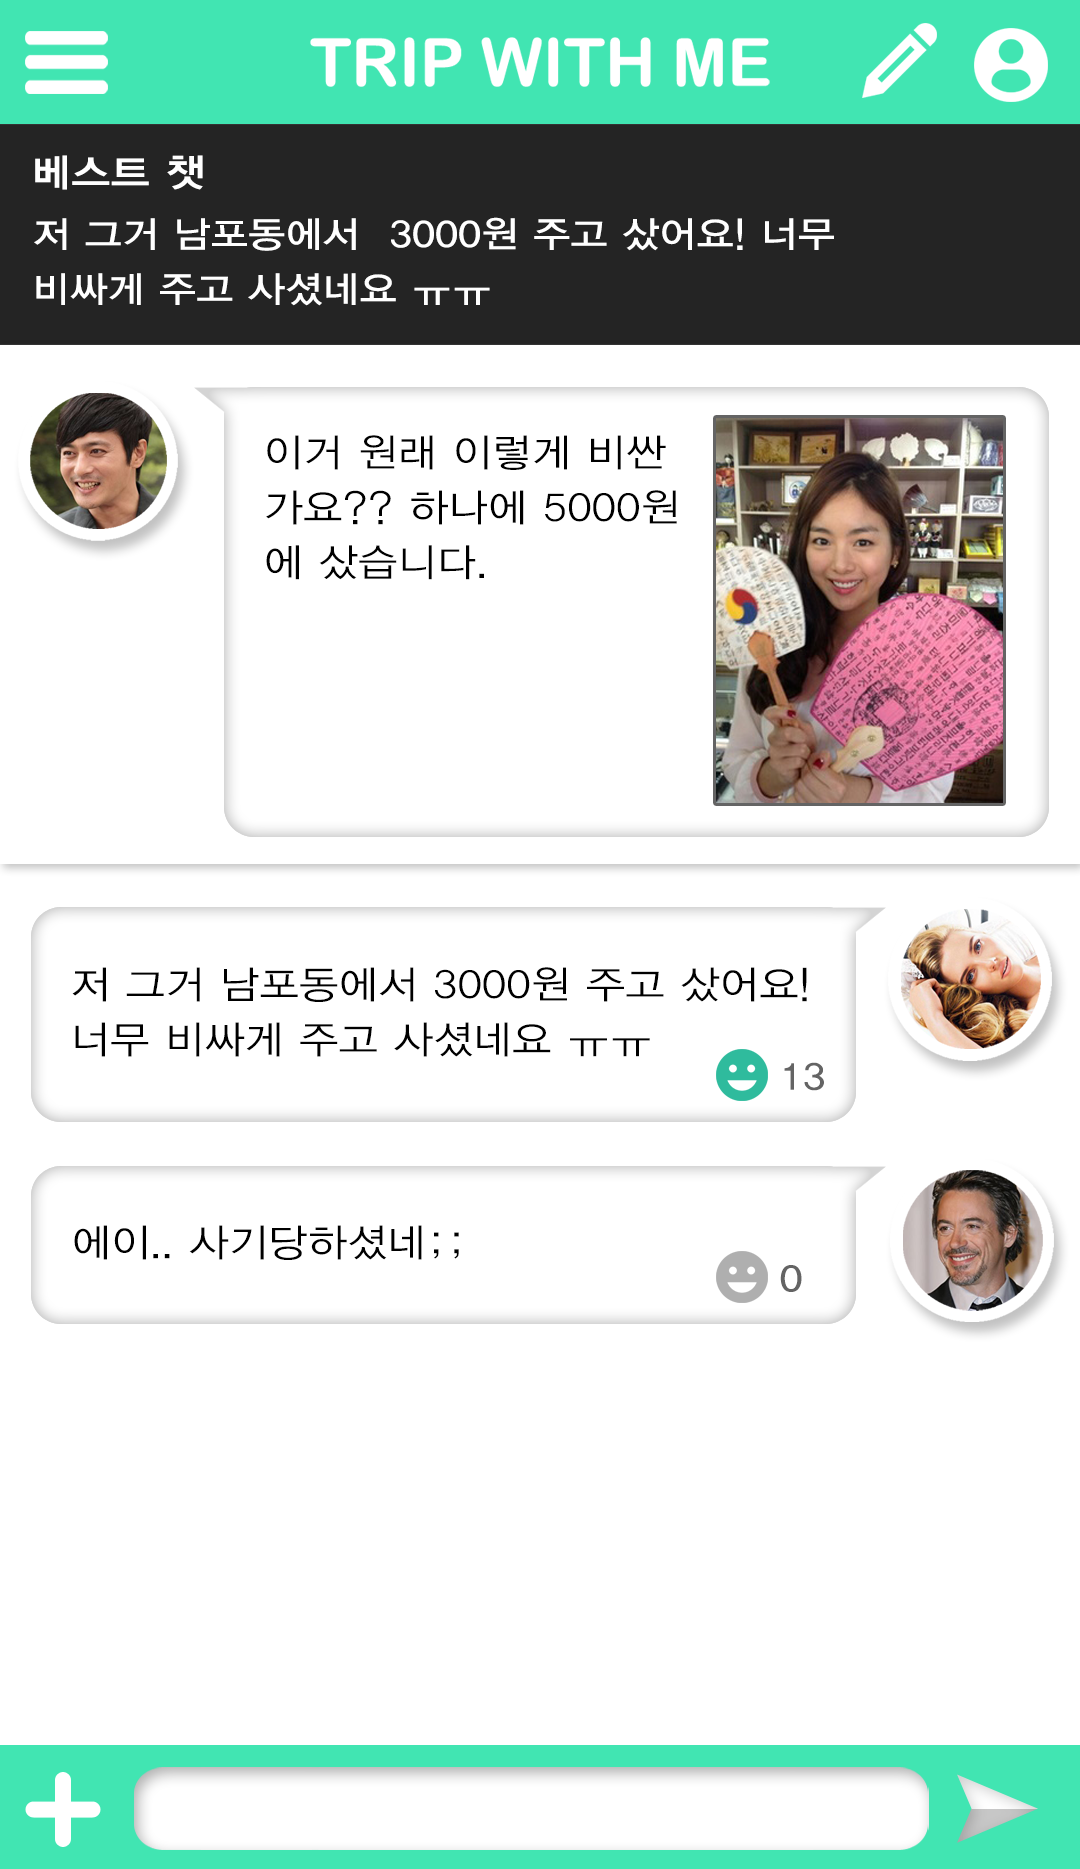 TRIP WITH ME
베스트 챗
저 그거 남포동에서 3000원 주고 샀어요! 너무
비싸게 주고 사셨네요 ㅠㅠ
이거 원래 이렇게 비싼
가요?? 하나에 5000원
에 샀습니다.
저 그거 남포동에서 3000원 주고 샀어요!
너무 비싸게 주고 사셨네요 ㅠㅠ
13
에이.. 사기당하셨네;;
0